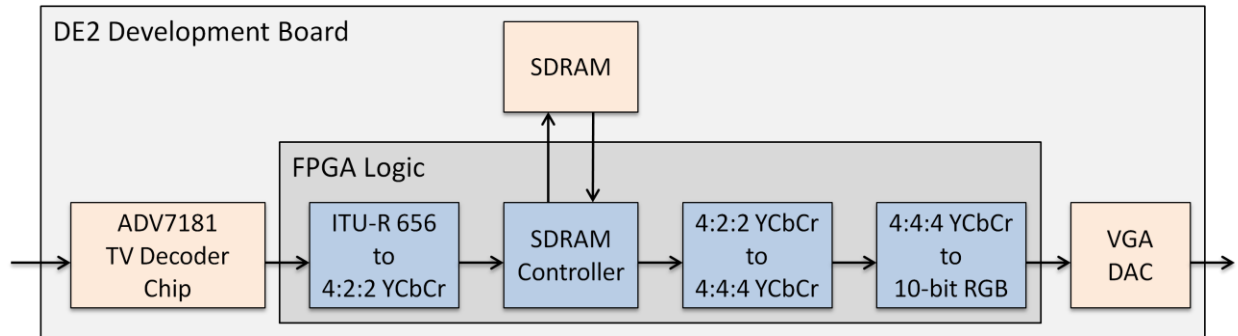 DE2 Development Board
SDRAM
FPGA Logic
ADV7181
TV Decoder
Chip
ITU-R 656
to
4:2:2 YCbCr
SDRAM
Controller
4:2:2 YCbCr
to
4:4:4 YCbCr
4:4:4 YCbCr
to
10-bit RGB
VGA
DAC